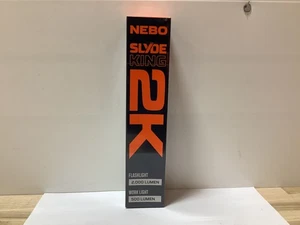 NEBO
SLYDE
KING
2K
FLASHLIGHT
2,000 LUMEN
WORK LIGHT
500 LUMEN